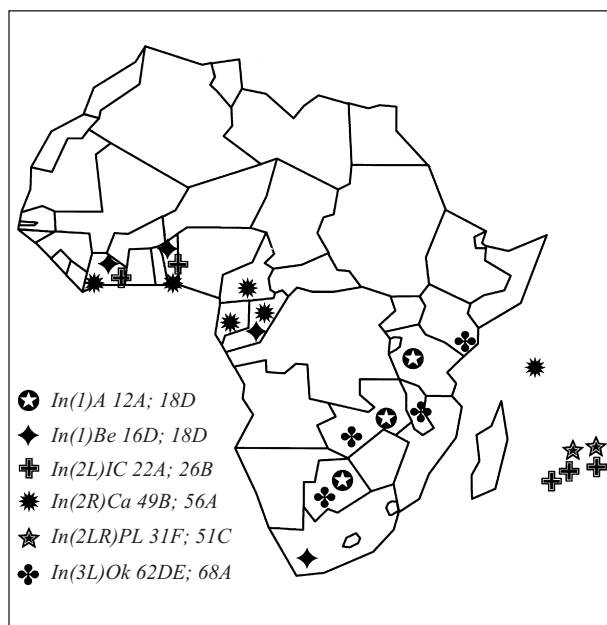 In(1)A 12A; 18D
In(1)Be 16D; 18D
In(2L)IC 22A; 26B
In(2R)Ca 49B; 56A
In(2LR)PL 31F; 51C
In(3L)Ok 62DE; 68A